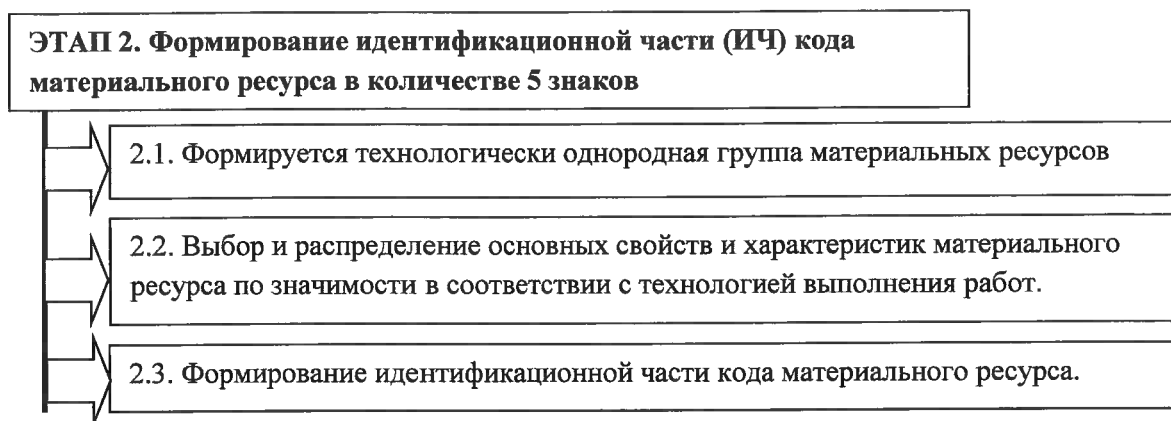 ЭТАП 2. Формирование идентификационной части (ИЧ) кода
материального ресурса в количестве 5 знаков
2.1. Формируется технологически однородная группа материальных ресурсов
2.2. Выбор и распределение основных свойств и характеристик материального
ресурса по значимости в соответствии с технологией выполнения работ.
2.3. Формирование идентификационной части кода материального ресурса.